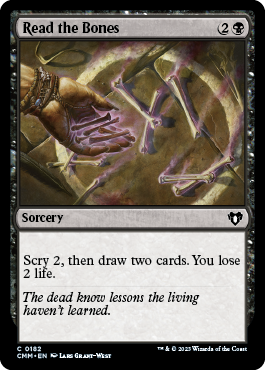 Read the Bones 2
Sorcery
Scry 2, then draw two cards. You lose
2 life.
The dead know lessons the living
haven't learned.
C 0182
CMM • EN Lars Grant-West
™ & © 2023 Wizards of the Coast